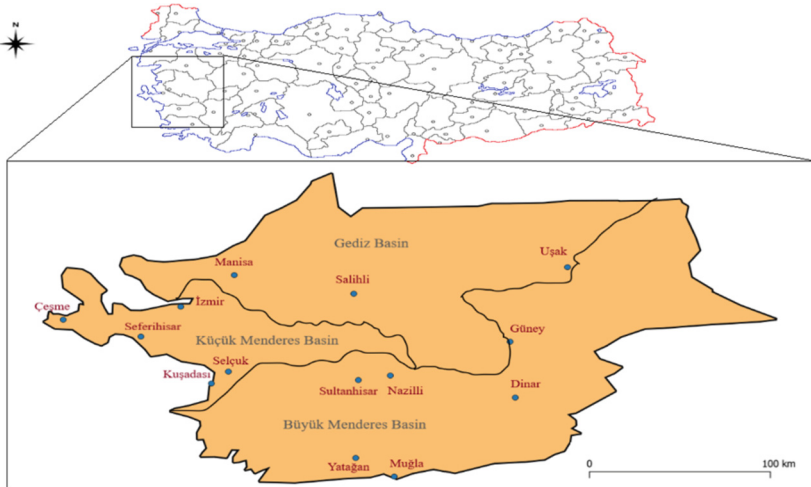 N
Gediz Basin
Uşak
Manisa
Salihli
Çeşme
İzmir
Seferihisar
Güney
Küçük Menderes Basin
Selçuk
Kuşadası
Sultanhisar
Nazilli
Dinar
Büyük Menderes Basin
Yatağan
Muğla
0
100 km